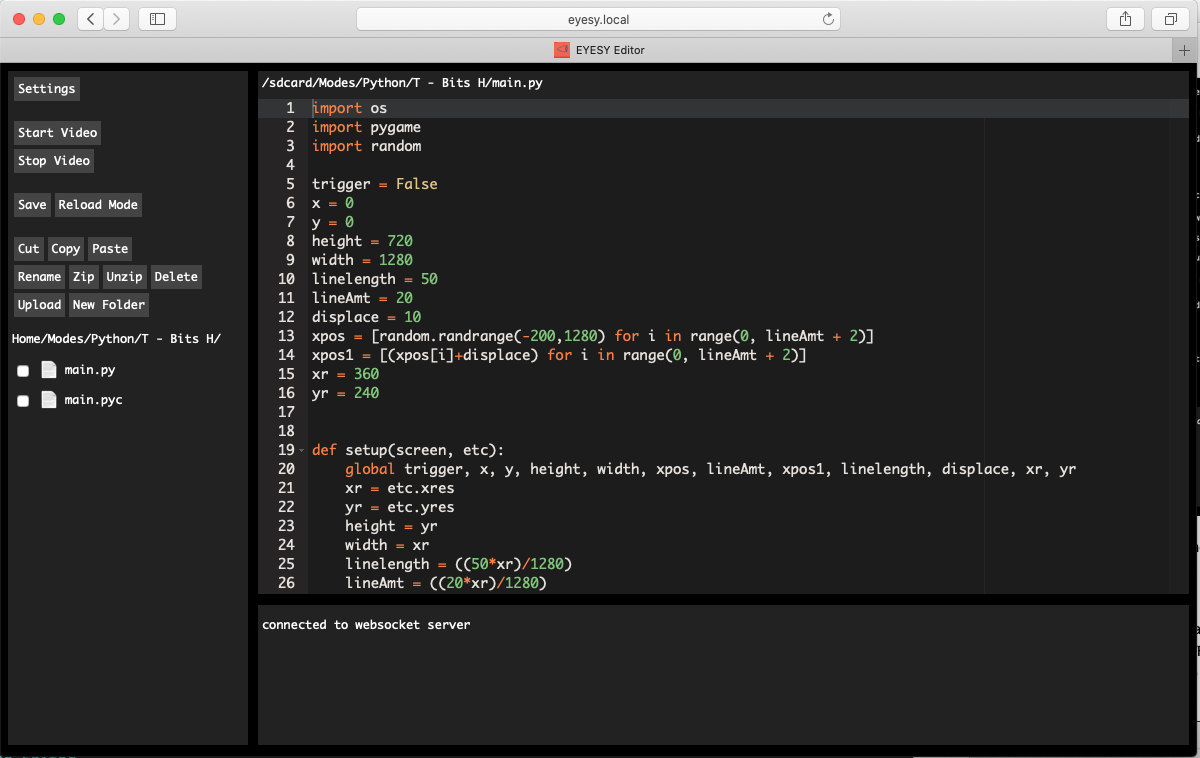 eyesy.local
EYESY Editor
Settings
Start Video
Stop Video
Save Reload Mode
Cut Copy Paste
Rename Zip Unzip Delete
Upload New Folder
Home/Modes/Python/T - Bits H/
main.py
main.pyc
/sdcard/Modes/Python/T - Bits H/main.py
1 import os
2 import pygame
3 import random
4
5 trigger = False
6 x = 0
7 y = 0
8 height = 720
9 width = 1280
10 linelength = 50
11 lineAmt = 20
12 displace = 10
13 xpos = [random.randrange(-200,1280) for i in range(0, lineAmt + 2)]
14 xpos1 = [(xpos[i]+displace) for i in range(0, lineAmt + 2)]
15 xr = 360
16 yr = 240
17
18
19 def setup(screen, etc):
20 global trigger, x, y, height, width, xpos, lineAmt, xpos1, linelength, displace, xr, yr
21 xr = etc.xres
22 yr = etc.yres
23 height = yr
24 width = xr
25 linelength = ((50*xr)/1280)
26 lineAmt = ((20*xr)/1280)
connected to websocket server